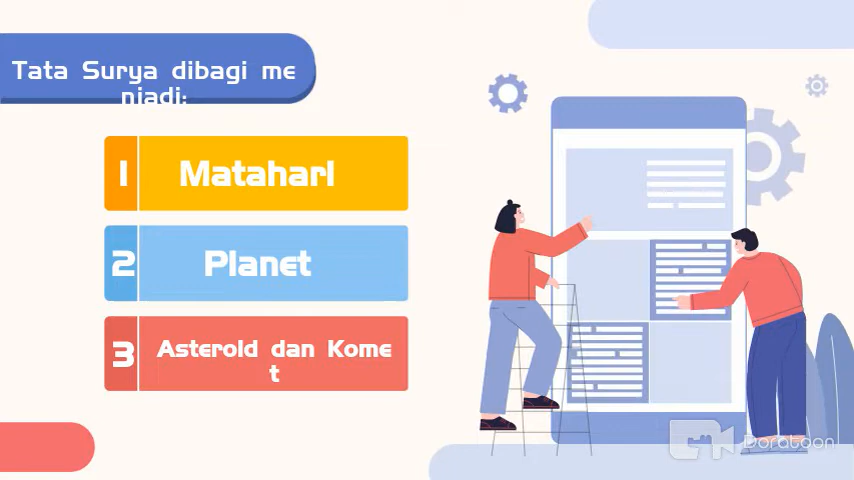 Tata Surya dibagi me
njadi:
1 Matahari
2 Planet
3 Asteroid dan Kome
t
Doratoon